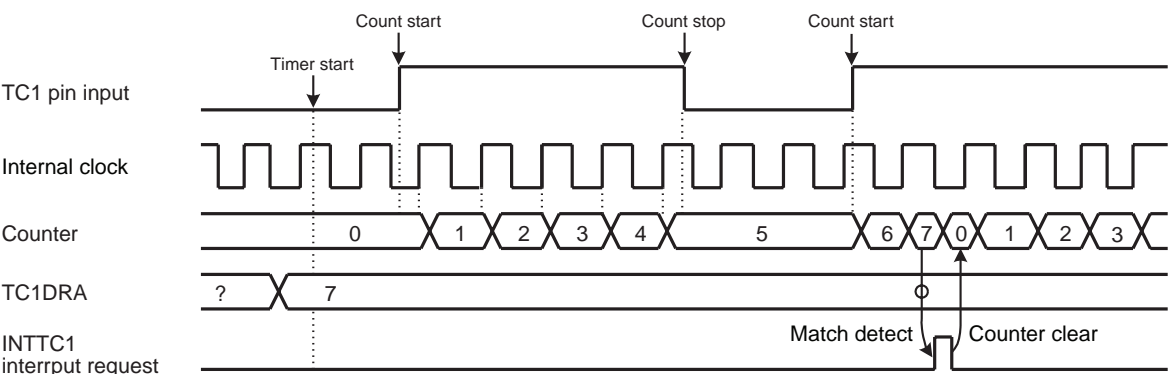 Count start
Count stop
Count start
Timer start
TC1 pin input
Internal clock
Counter
0 1 2 3 4 5 6 7 0 1 2 3
TC1DRA
? 7
Match detect
Counter clear
INTTC1
interrput request